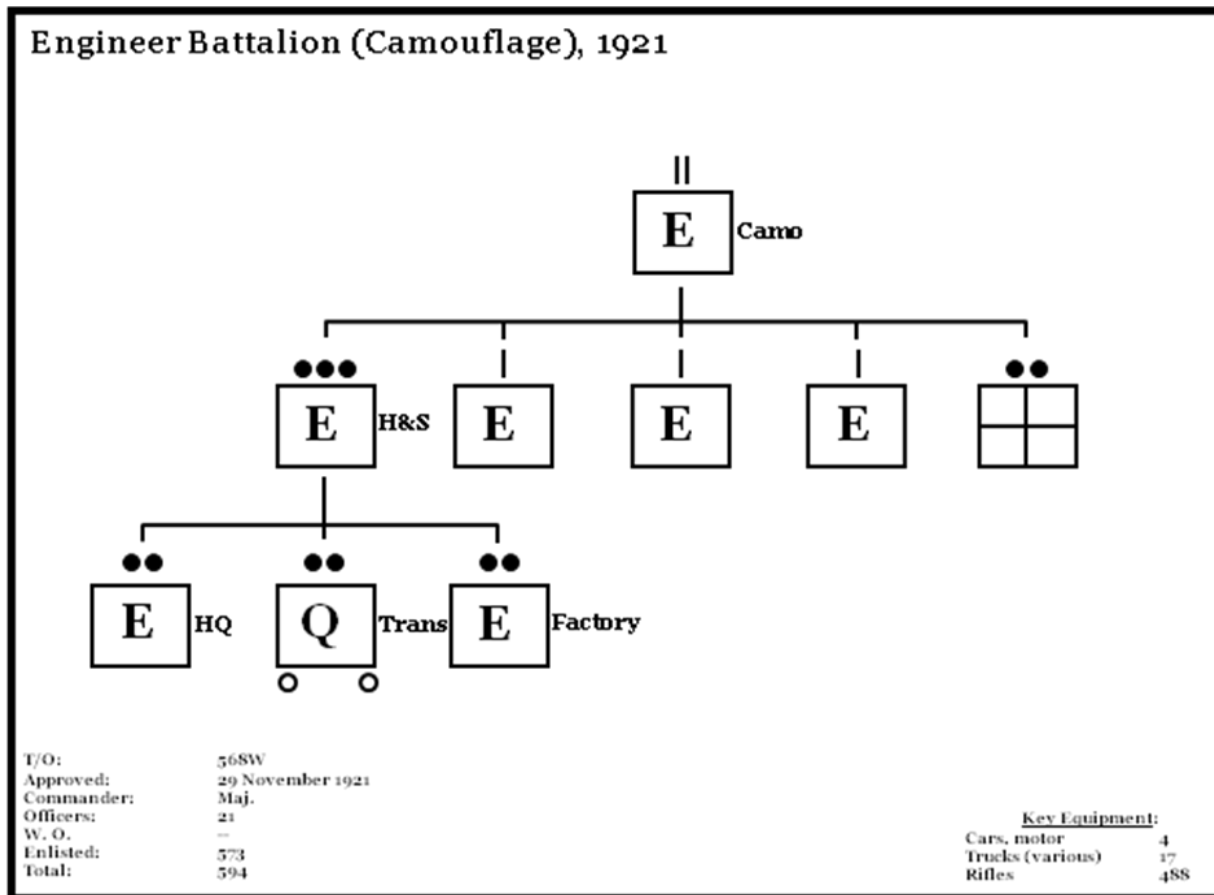 Engineer Battalion (Camouflage), 1921
E Camo
E H&S E E E
E HQ Q Trans E Factory
T/O: 568W
Approved: 29 November 1921
Commander: Maj.
Officers: 21
W. O. --
Enlisted: 573
Total: 594
Key Equipment:
Cars, motor 4
Trucks (various) 17
Rifles 488